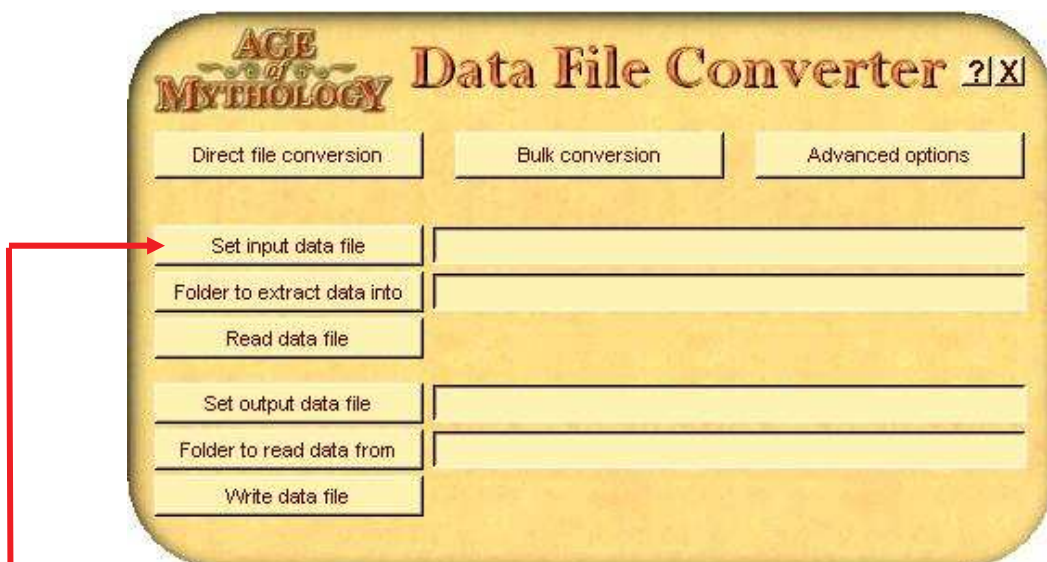 AGE
of
MYTHOLOGY
Data File Converter ? X
Direct file conversion Bulk conversion Advanced options
Set input data file
Folder to extract data into
Read data file
Set output data file
Folder to read data from
Write data file